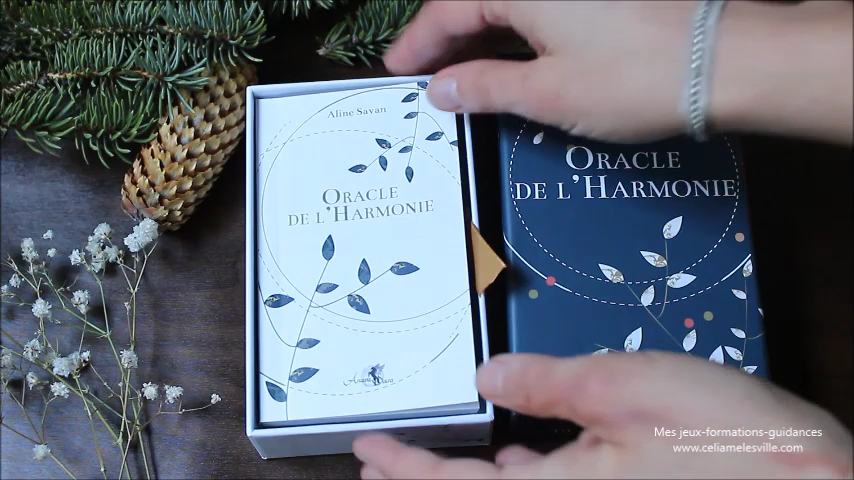 Aline Savan
ORACLE
DE L'HARMONIE
ORACLE
DE L'HARMONIE
Mes jeux-formations-guidances
www.celiamelesville.com